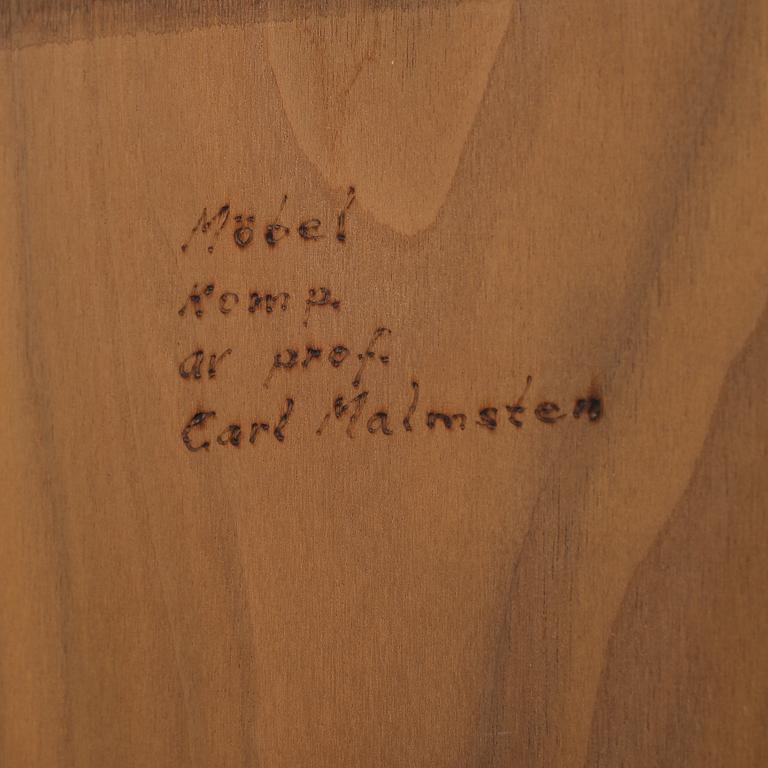 Möbel
Komp.
av prof.
Carl Malmsten